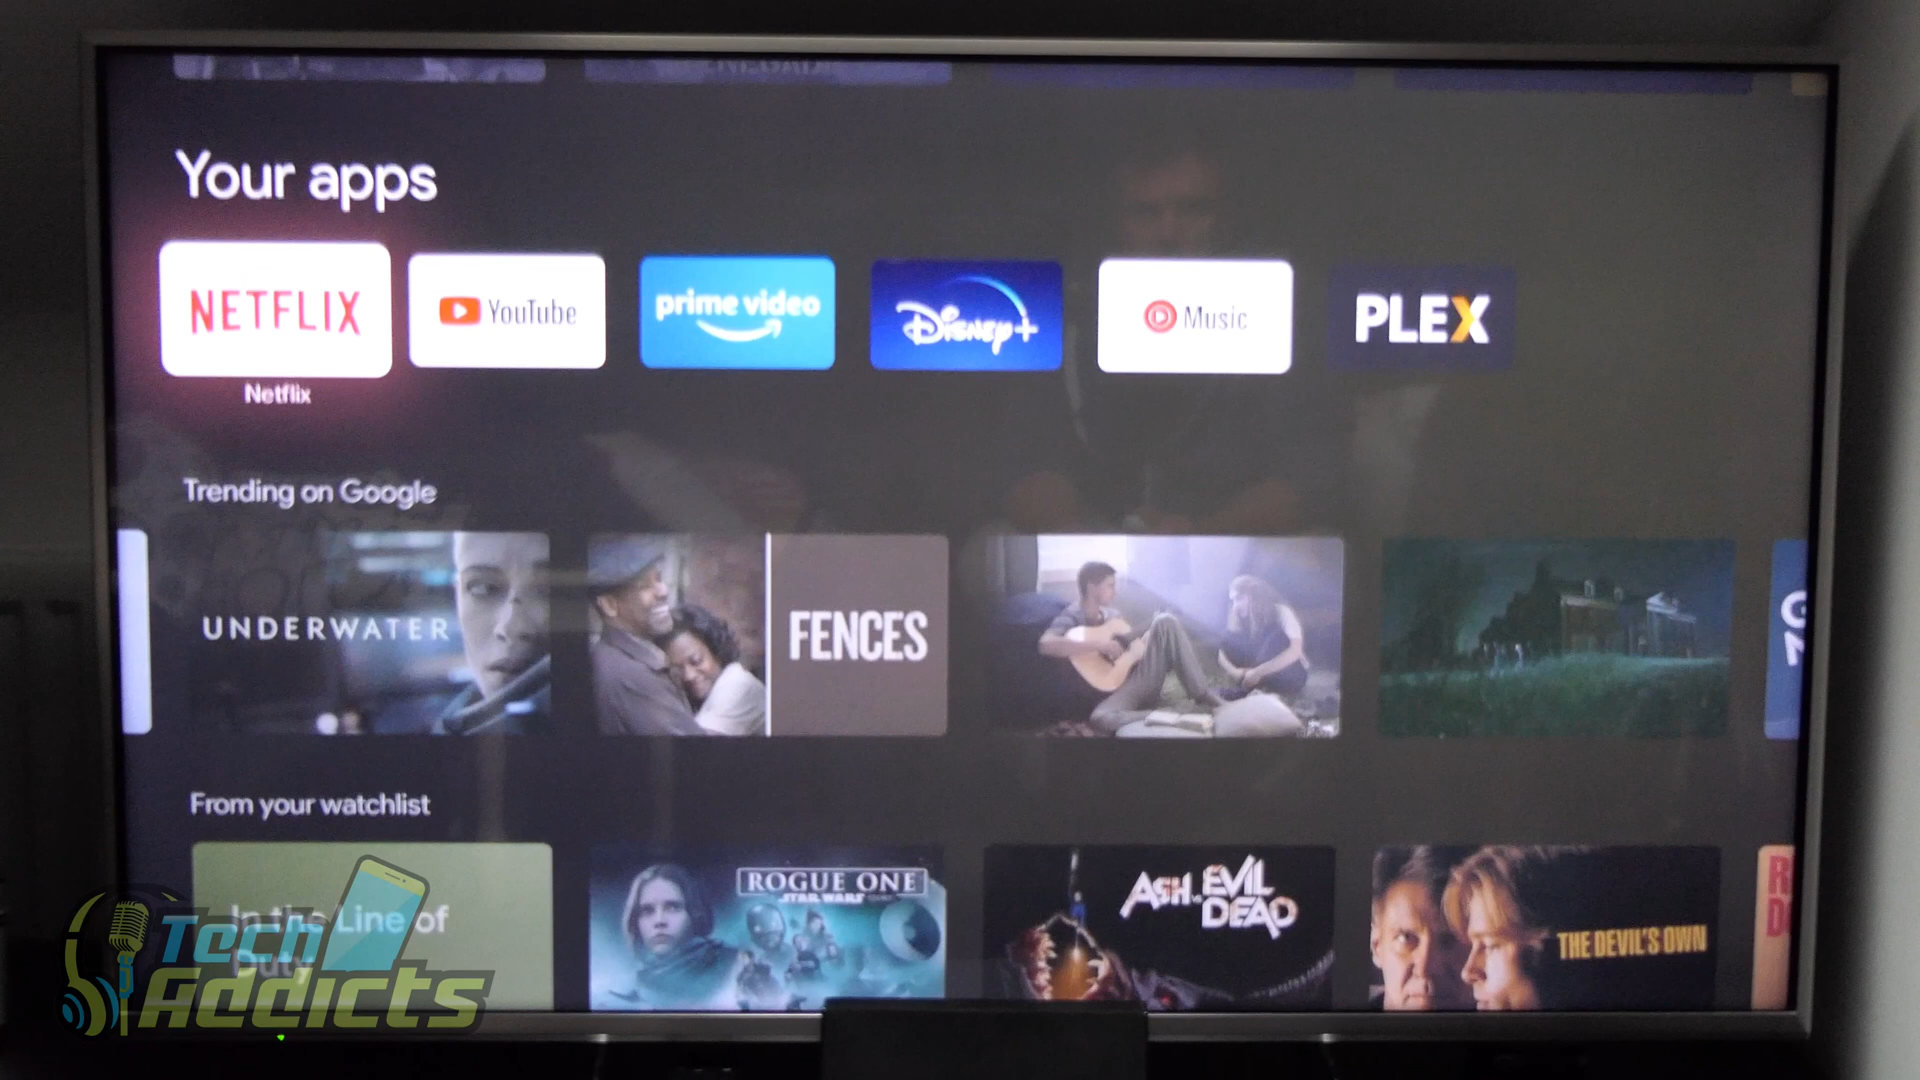 Your apps
NETFLIX
YouTube
prime video
Disney+
Music
PLEX
Netflix
Trending on Google
UNDERWATER
FENCES
From your watchlist
In the Line of
Duty
ROGUE ONE
STAR WARS
ASH VS EVIL
DEAD
THE DEVIL'S OWN
Tech
Addicts